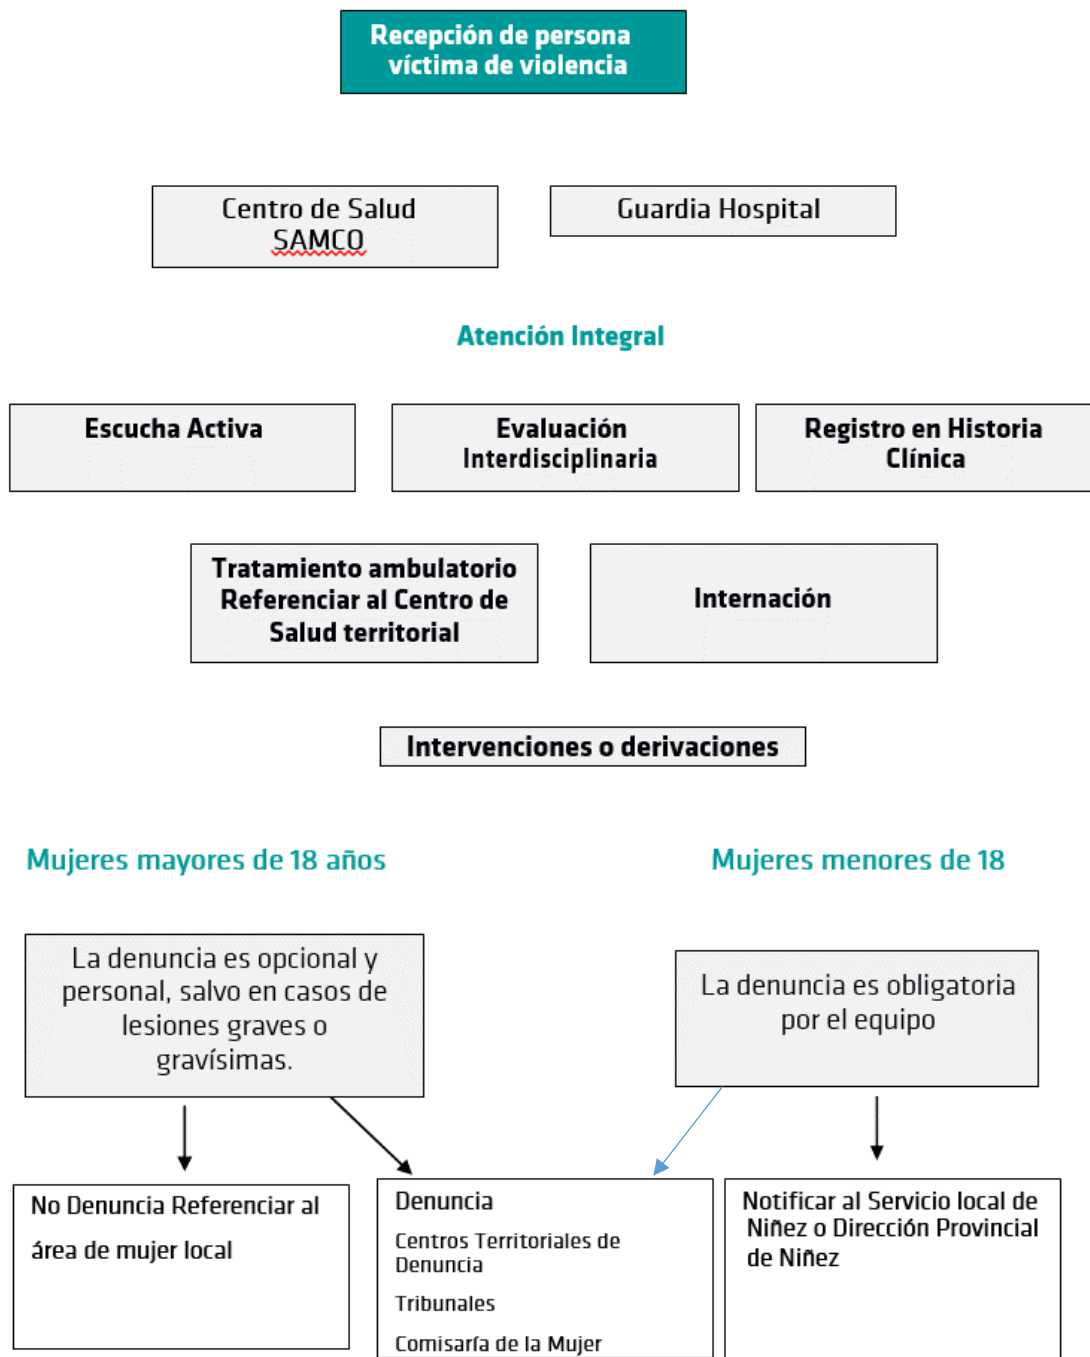 Recepción de persona
víctima de violencia
Centro de Salud
SAMCO
Guardia Hospital
Atención Integral
Escucha Activa
Evaluación
Interdisciplinaria
Registro en Historia
Clínica
Tratamiento ambulatorio
Referenciar al Centro de
Salud territorial
Internación
Intervenciones o derivaciones
Mujeres mayores de 18 años
Mujeres menores de 18
La denuncia es opcional y
personal, salvo en casos de
lesiones graves o
gravísimas.
La denuncia es obligatoria
por el equipo
No Denuncia Referenciar al
área de mujer local
Denuncia
Centros Territoriales de
Denuncia
Tribunales
Comisaría de la Mujer
Notificar al Servicio local de
Niñez o Dirección Provincial
de Niñez